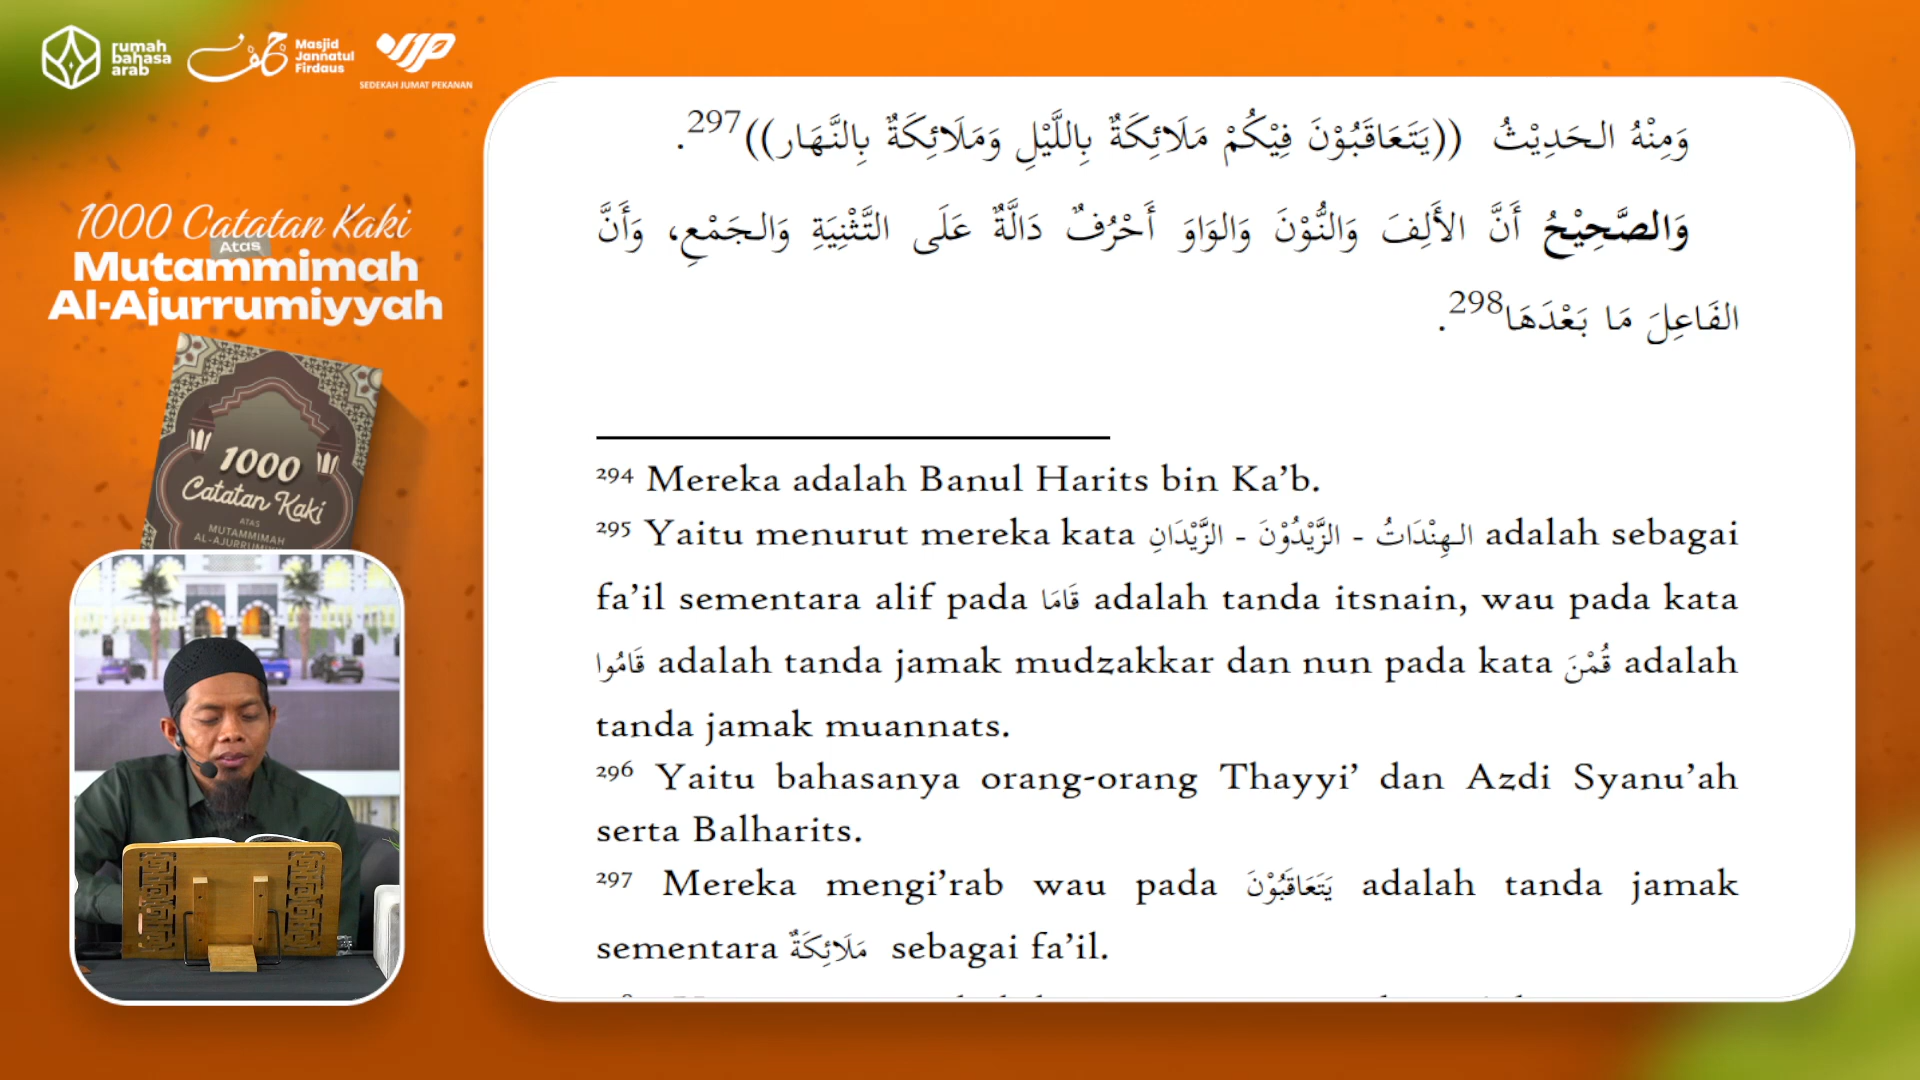 rumah
bahasa
arab
Masjid
Jannatul
Firdaus
SEDEKAH JUMAT PEKANAN
1000 Catatan Kaki
Atas
Mutammimah
Al-Ajurrumiyyah
1000
Catatan Kaki
ATAS
MUTAMMIMAH
وَمِنْهُ الـحَدِيْثُ ((يَتَعَاقَبُوْنَ فِيْكُمْ مَلَائِكَةٌ بِاللَّيْلِ وَمَلَائِكَةٌ بِالنَّهَار))297.
وَالصَّحِيْحُ أَنَّ الأَلِفَ وَالنُّوْنَ وَالوَاوَ أَحْرُفٌ دَالَّةٌ عَلَى التَّثْنِيَةِ وَالـجَمْعِ، وَأَنَّ
الفَاعِلَ مَا بَعْدَهَا298.
294 Mereka adalah Banul Harits bin Ka’b.
295 Yaitu menurut mereka kata الـهِنْدَاتُ - الزَّيْدُوْنَ - الزَّيْدَانِ adalah sebagai
fa’il sementara alif pada قَامَا adalah tanda itsnain, wau pada kata
قَامُوا adalah tanda jamak mudzakkar dan nun pada kata قُمْنَ adalah
tanda jamak muannats.
296 Yaitu bahasanya orang-orang Thayyi’ dan Azdi Syanu’ah
serta Balharits.
297 Mereka mengi’rab wau pada يَتَعَاقَبُوْنَ adalah tanda jamak
sementara مَلَائِكَةٌ sebagai fa’il.